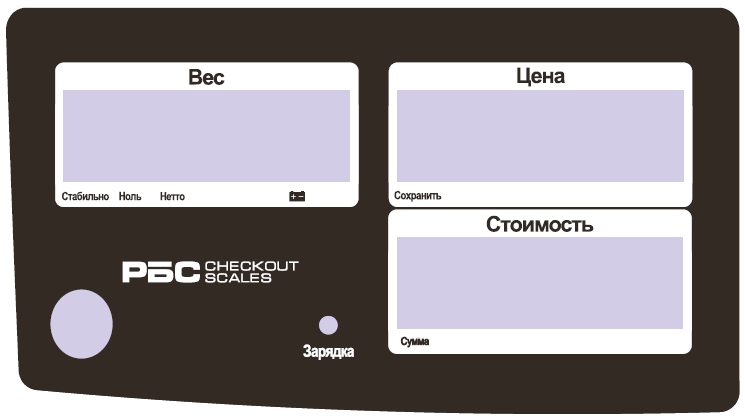 Вес
Цена
Стабильно Ноль Нетто
Сохранить
Стоимость
РБС CHECKOUT SCALES
Сумма
Зарядка